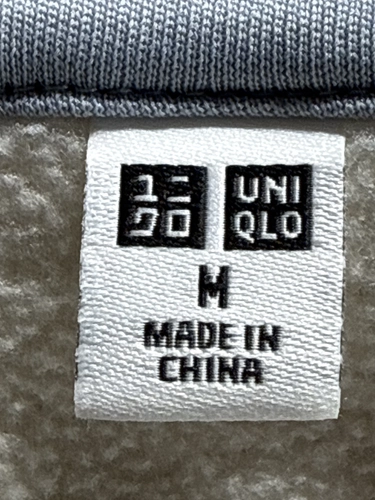 ユニ UNI
クロ QLO
M
MADE IN
CHINA